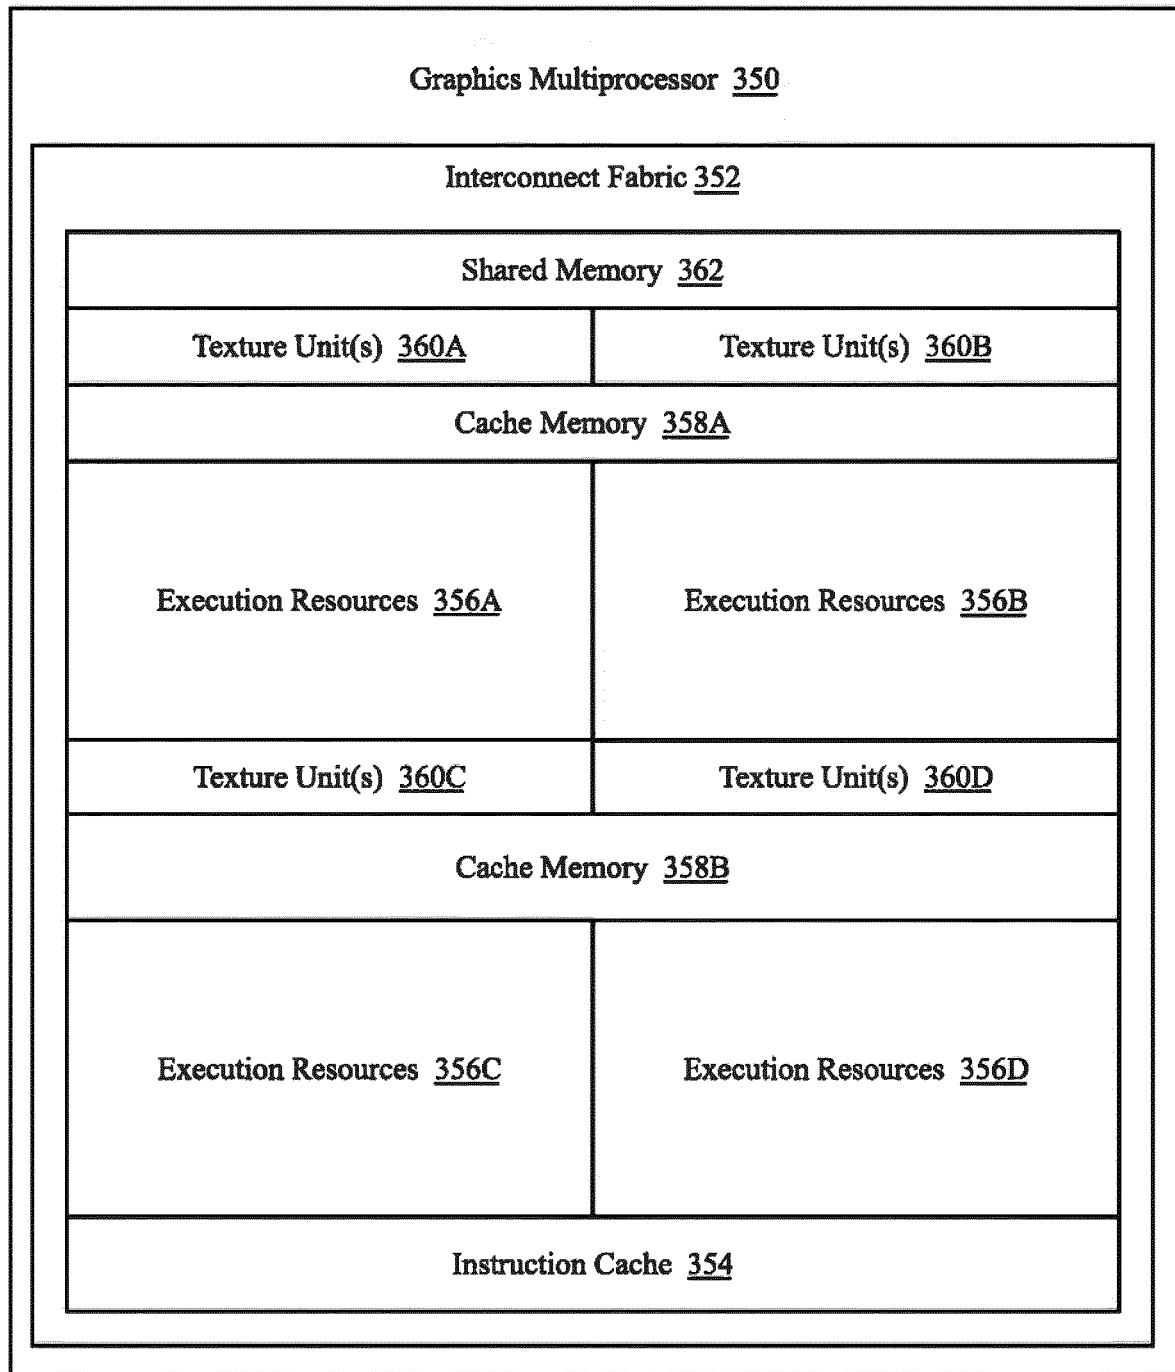 Graphics Multiprocessor 350
Interconnect Fabric 352
Shared Memory 362
Texture Unit(s) 360A
Texture Unit(s) 360B
Cache Memory 358A
Execution Resources 356A
Execution Resources 356B
Texture Unit(s) 360C
Texture Unit(s) 360D
Cache Memory 358B
Execution Resources 356C
Execution Resources 356D
Instruction Cache 354